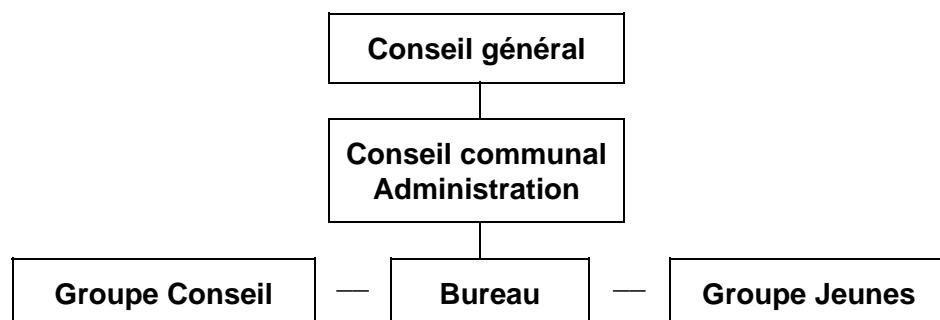 Conseil général
Conseil communal
Administration
Groupe Conseil
Bureau
Groupe Jeunes